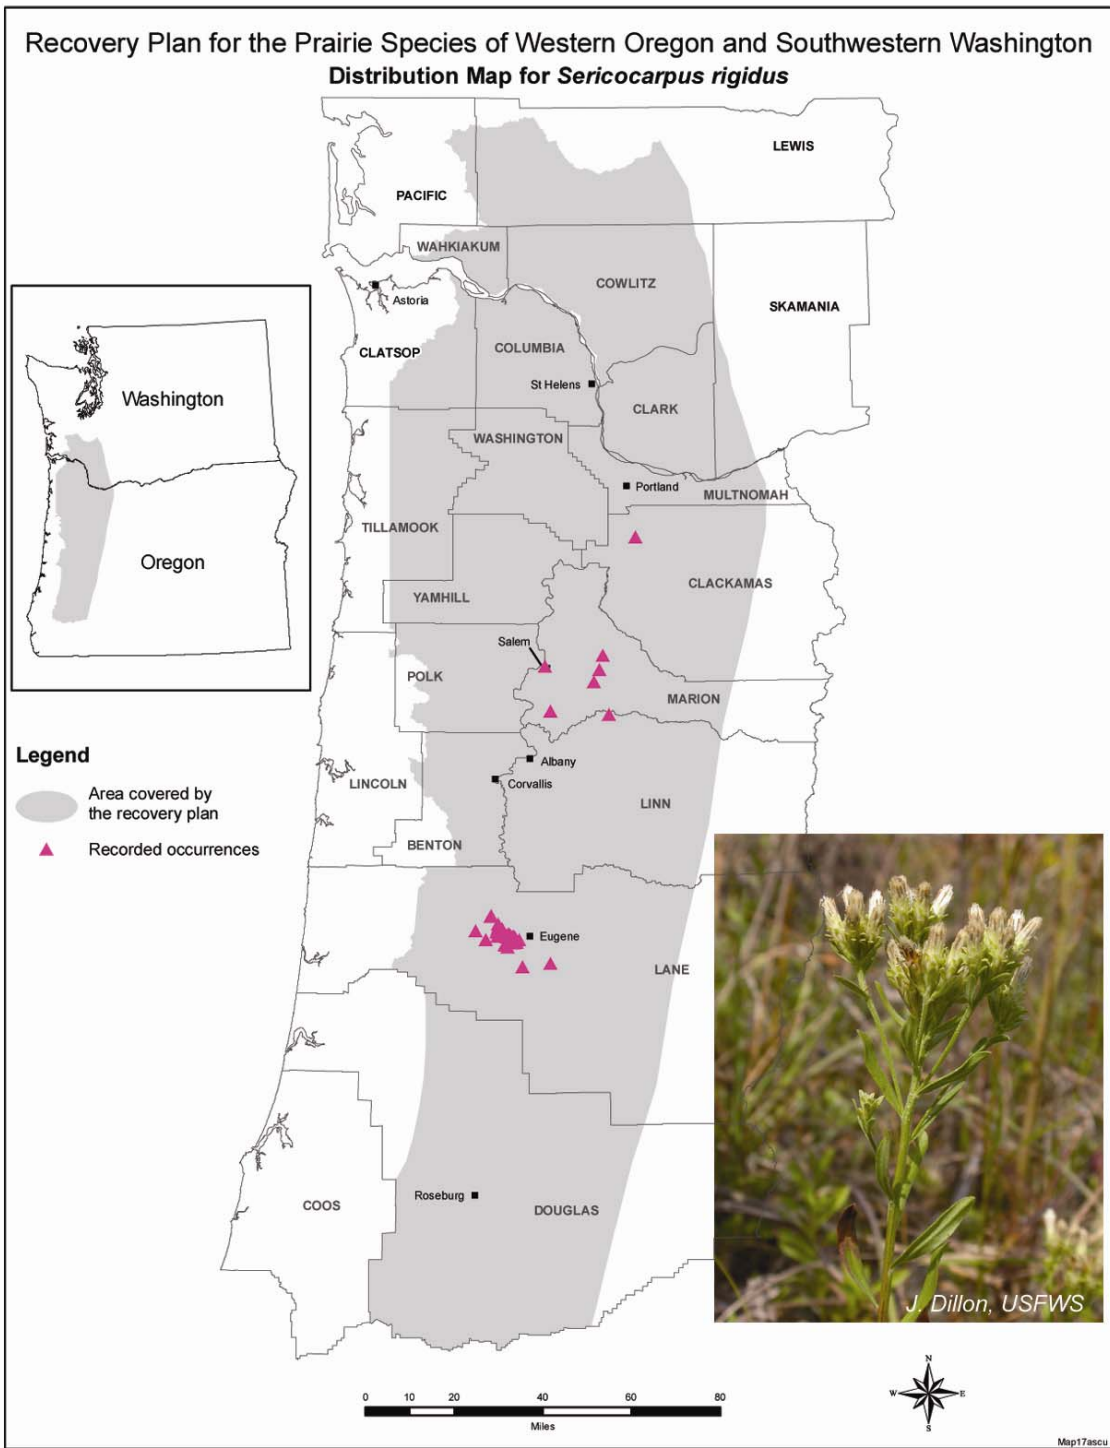 Recovery Plan for the Prairie Species of Western Oregon and Southwestern Washington
Distribution Map for Sericocarpus rigidus
LEWIS
PACIFIC
WAHKIAKUM
COWLITZ
Astoria
SKAMANIA
CLATSOP
COLUMBIA
St Helens
CLARK
WASHINGTON
Portland
MULTNOMAH
TILLAMOOK
CLACKAMAS
YAMHILL
Salem
POLK
MARION
Albany
Corvallis
LINCOLN
LINN
BENTON
Eugene
LANE
Roseburg
COOS
DOUGLAS
Washington
Oregon
Legend
Area covered by
the recovery plan
Recorded occurrences
J. Dillon, USFWS
0 10 20 40 60 80
Miles
N
W E
S
Map17ascu